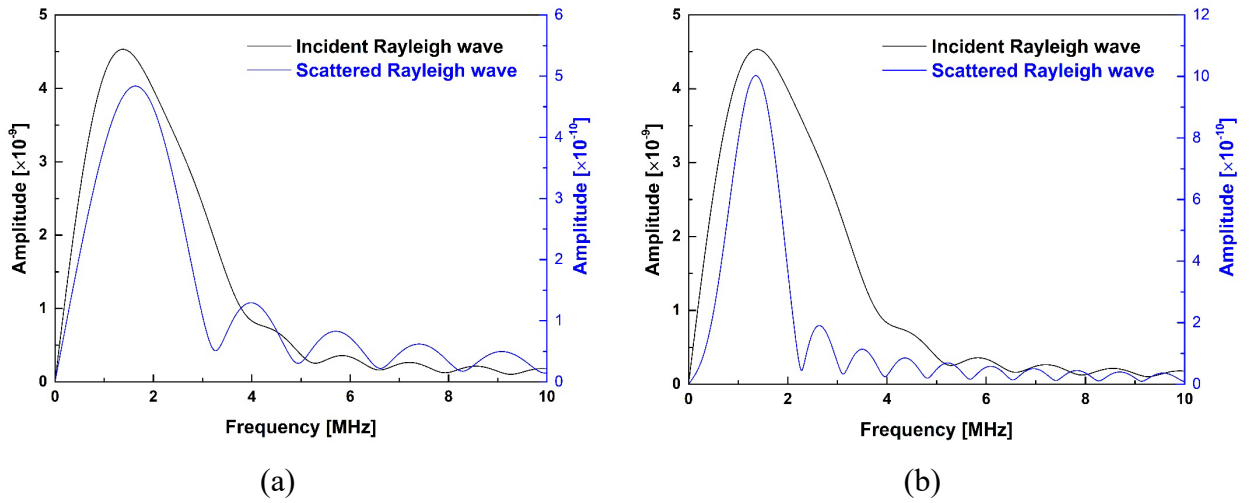 Incident Rayleigh wave
Scattered Rayleigh wave
Amplitude [×10⁻⁹]
Amplitude [×10⁻¹⁰]
5
4
3
2
1
0
6
5
4
3
2
1
0
0 2 4 6 8 10
Frequency [MHz]
(a)
Incident Rayleigh wave
Scattered Rayleigh wave
Amplitude [×10⁻⁹]
Amplitude [×10⁻¹⁰]
5
4
3
2
1
0
12
10
8
6
4
2
0
0 2 4 6 8 10
Frequency [MHz]
(b)